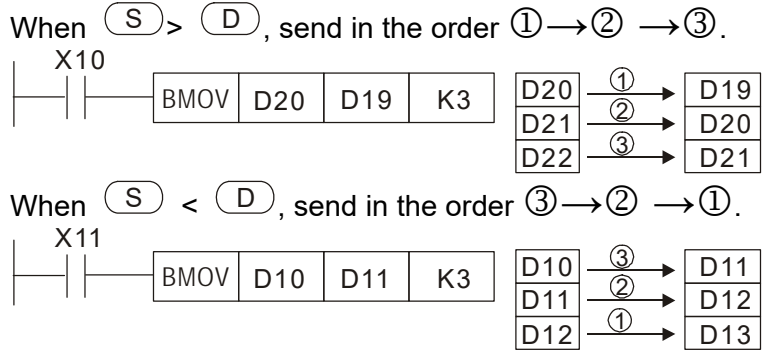 When S > D, send in the order ①→② →③.
X10
BMOV D20 D19 K3
D20 ① D19
D21 ② D20
D22 ③ D21
When S < D, send in the order ③→② →①.
X11
BMOV D10 D11 K3
D10 ③ D11
D11 ② D12
D12 ① D13